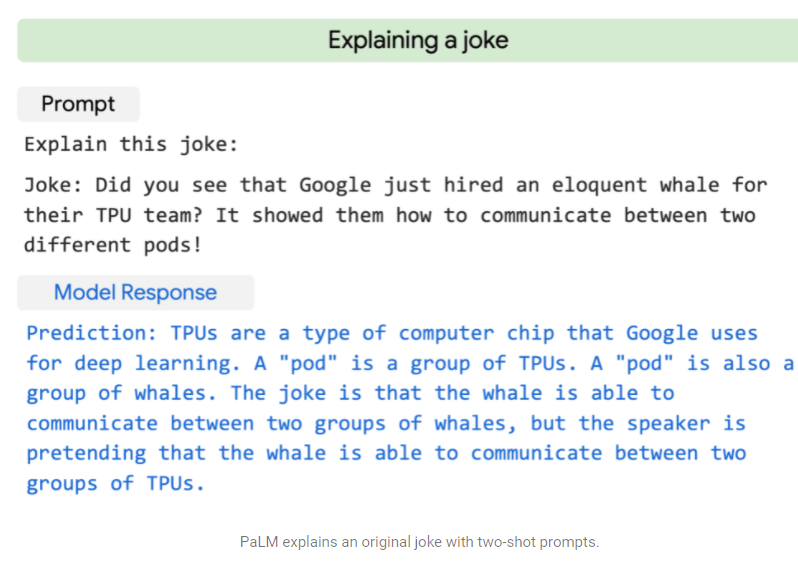 Explaining a joke
Prompt
Explain this joke:
Joke: Did you see that Google just hired an eloquent whale for
their TPU team? It showed them how to communicate between two
different pods!
Model Response
Prediction: TPUs are a type of computer chip that Google uses
for deep learning. A "pod" is a group of TPUs. A "pod" is also a
group of whales. The joke is that the whale is able to
communicate between two groups of whales, but the speaker is
pretending that the whale is able to communicate between two
groups of TPUs.
PaLM explains an original joke with two-shot prompts.